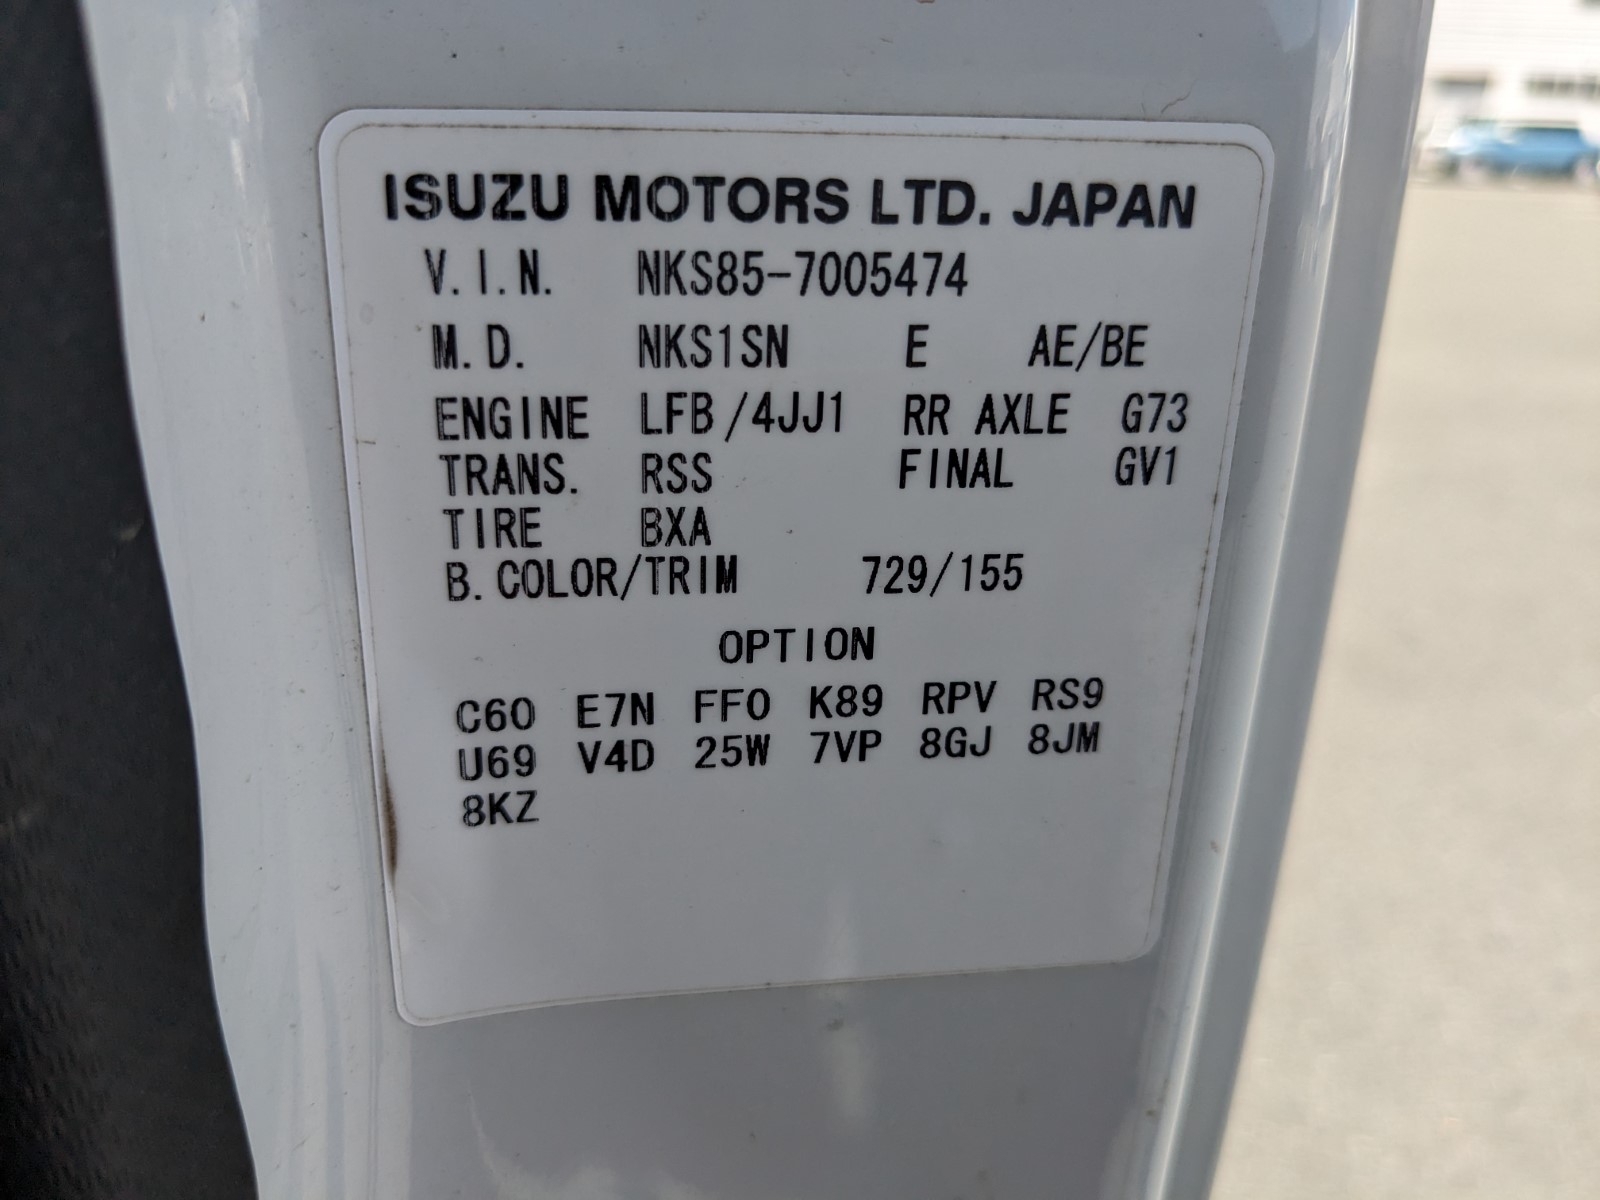 ISUZU MOTORS LTD. JAPAN
V.I.N. NKS85-7005474
M.D. NKS1SN E AE/BE
ENGINE LFB/4JJ1 RR AXLE G73
TRANS. RSS FINAL GV1
TIRE BXA
B.COLOR/TRIM 729/155
OPTION
C60 E7N FF0 K89 RPV RS9
U69 V4D 25W 7VP 8GJ 8JM
8KZ